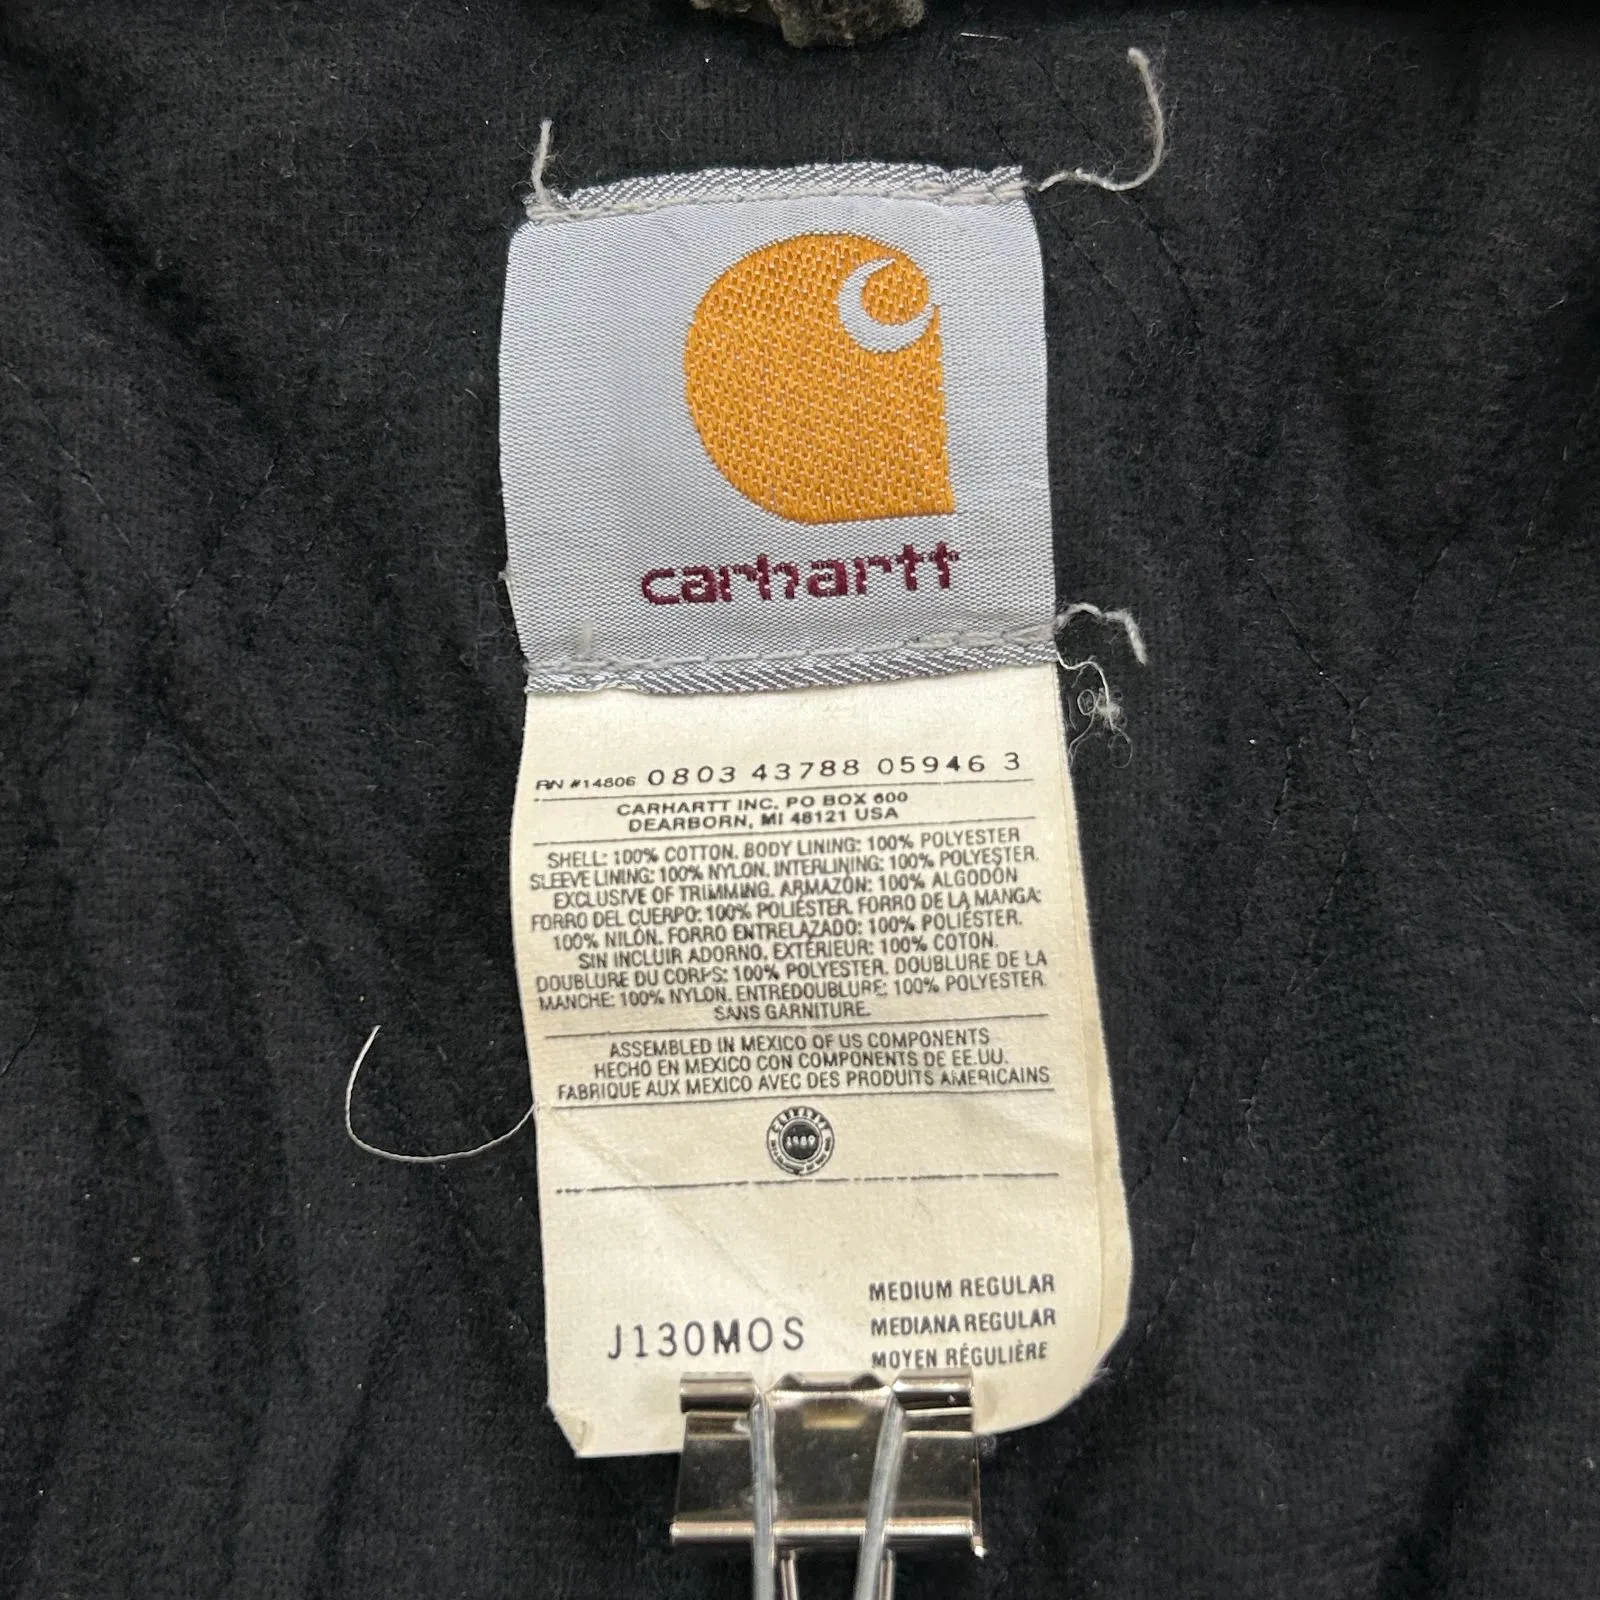 carhartt
RN #14806 0803 43788 05946 3
CARHARTT INC. PO BOX 600
DEARBORN, MI 48121 USA
SHELL: 100% COTTON. BODY LINING: 100% POLYESTER
SLEEVE LINING: 100% NYLON. INTERLINING: 100% POLYESTER.
EXCLUSIVE OF TRIMMING. ARMAZÓN: 100% ALGODÓN
FORRO DEL CUERPO: 100% POLIÉSTER. FORRO DE LA MANGA:
100% NILÓN. FORRO ENTRELAZADO: 100% POLIÉSTER.
SIN INCLUIR ADORNO. EXTÉRIEUR: 100% COTON.
DOUBLURE DU CORPS: 100% POLYESTER. DOUBLURE DE LA
MANCHE: 100% NYLON. ENTREDOUBLURE: 100% POLYESTER.
SANS GARNITURE.
ASSEMBLED IN MEXICO OF US COMPONENTS
HECHO EN MEXICO CON COMPONENTS DE EE.UU.
FABRIQUE AUX MEXICO AVEC DES PRODUITS AMERICAINS
CARHARTT
1889
MEDIUM REGULAR
MEDIANA REGULAR
J130MOS
MOYEN RÉGULIÈRE